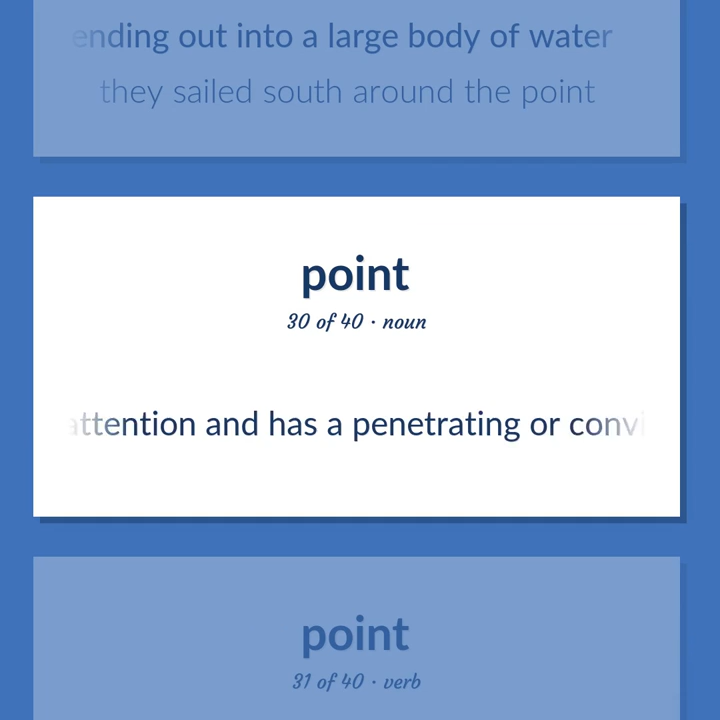 ending out into a large body of water
they sailed south around the point
point
30 of 40 · noun
attention and has a penetrating or convi
point
31 of 40 · verb